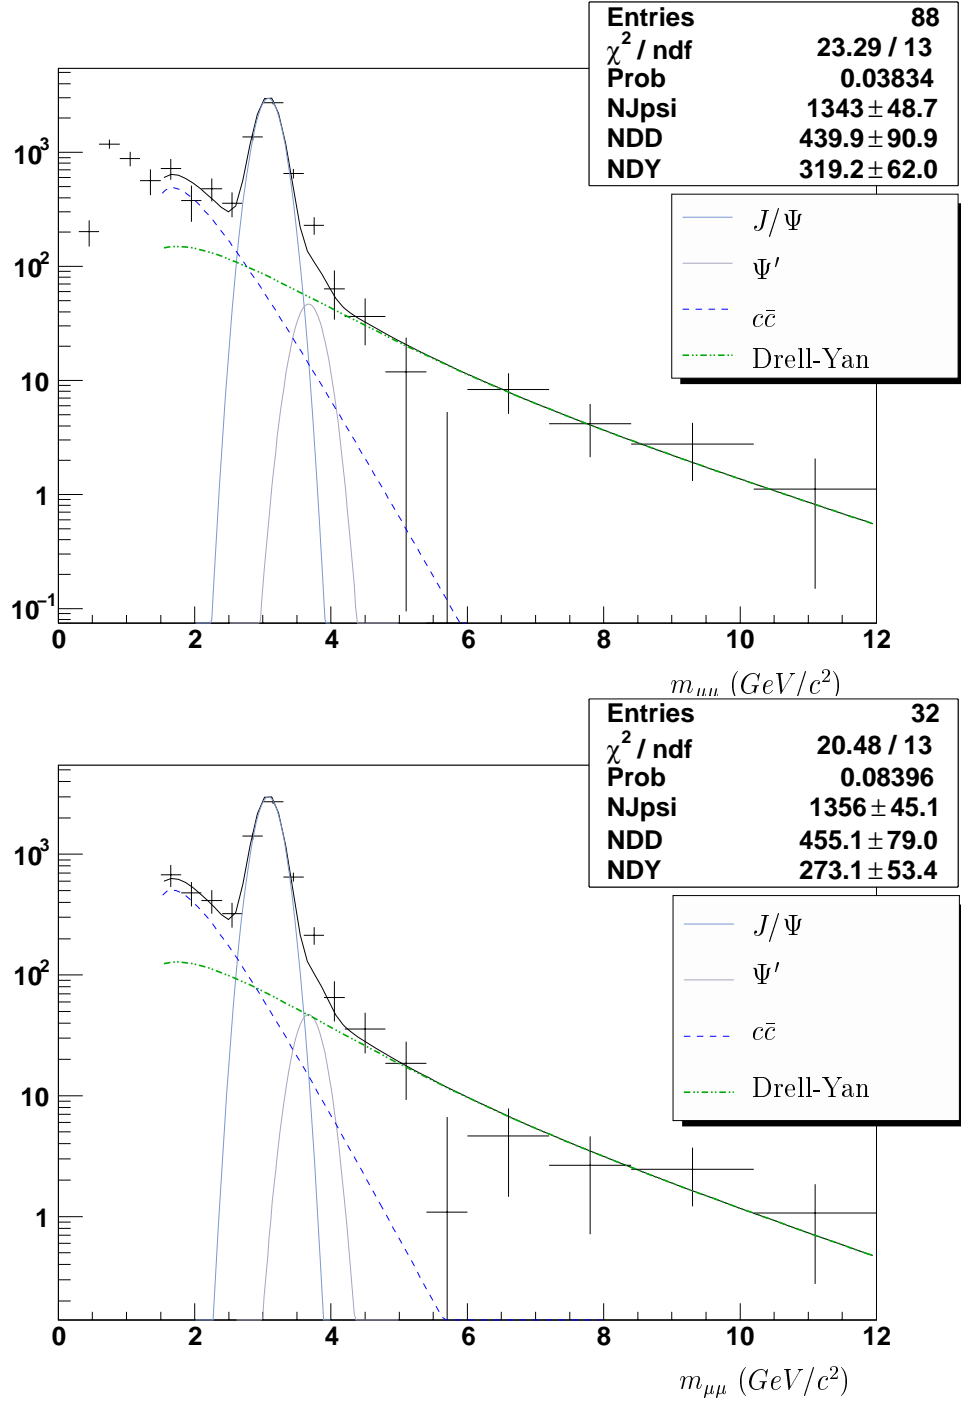 Entries 88
χ² / ndf 23.29 / 13
Prob 0.03834
NJpsi 1343 ± 48.7
NDD 439.9 ± 90.9
NDY 319.2 ± 62.0
J/Ψ
Ψ′
cc̄
Drell-Yan
10³
10²
10
1
10⁻¹
0 2 4 6 8 10 12
m_μμ (GeV/c²)
Entries 32
χ² / ndf 20.48 / 13
Prob 0.08396
NJpsi 1356 ± 45.1
NDD 455.1 ± 79.0
NDY 273.1 ± 53.4
J/Ψ
Ψ′
cc̄
Drell-Yan
10³
10²
10
1
0 2 4 6 8 10 12
m_μμ (GeV/c²)